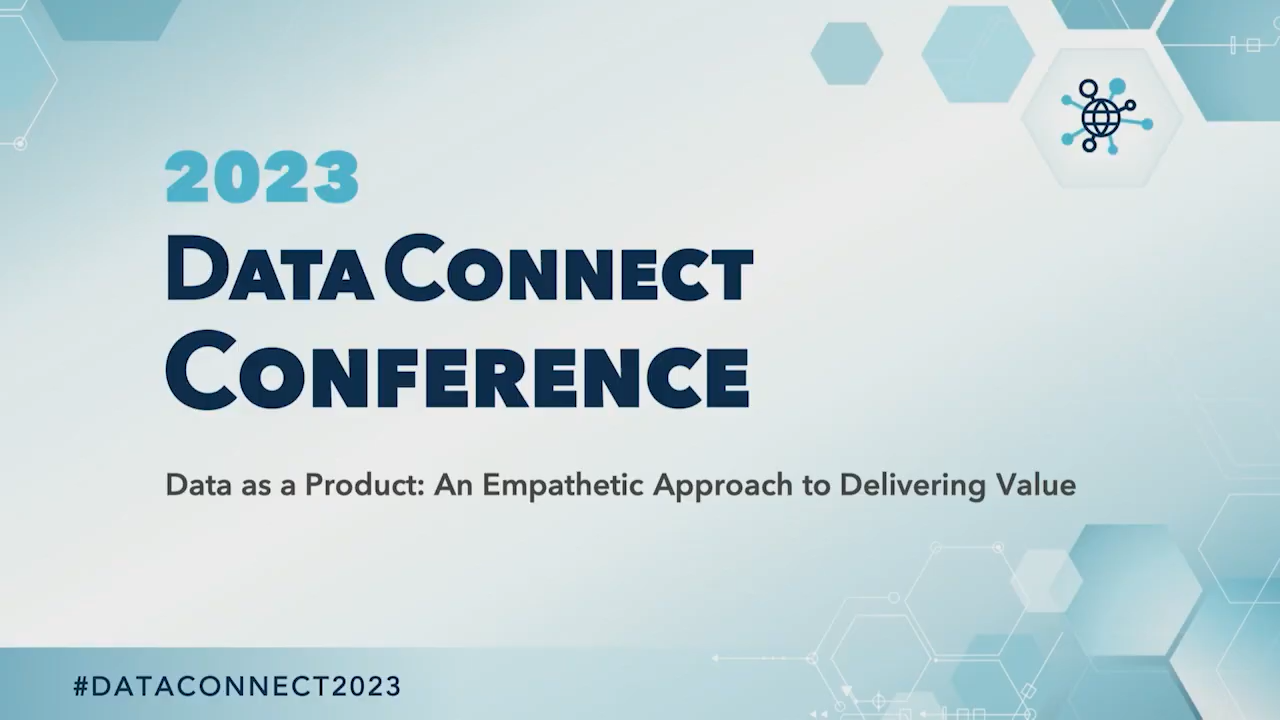 2023
DATA CONNECT
CONFERENCE
Data as a Product: An Empathetic Approach to Delivering Value
#DATACONNECT2023